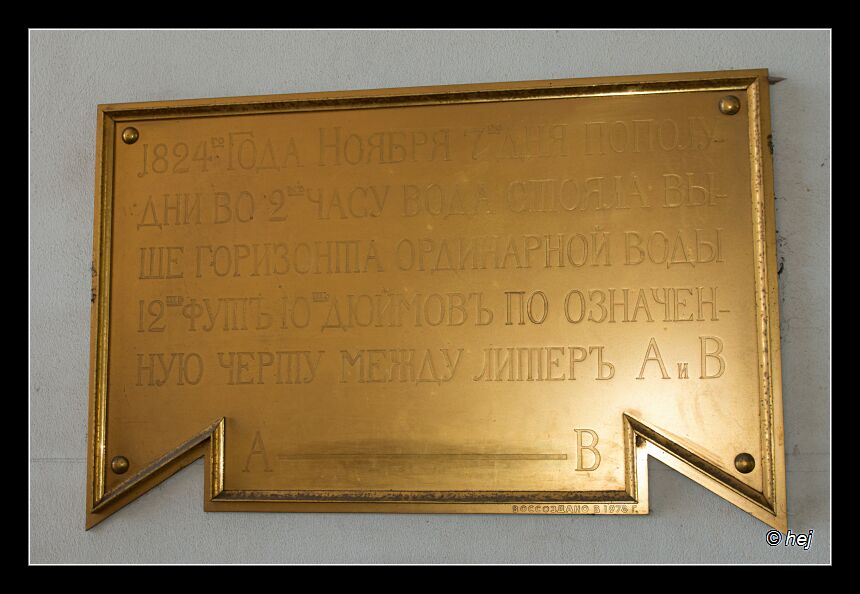 1824го Года Ноября 7го дня пополу-
дни во 2мъ часу вода стояла вы-
ше горизонта ординарной воды
12ть футъ 10ть дюймовъ по означен-
ную черту между литеръ А и В
А В
ВОССОЗДАНО В 1976 Г.
© hej